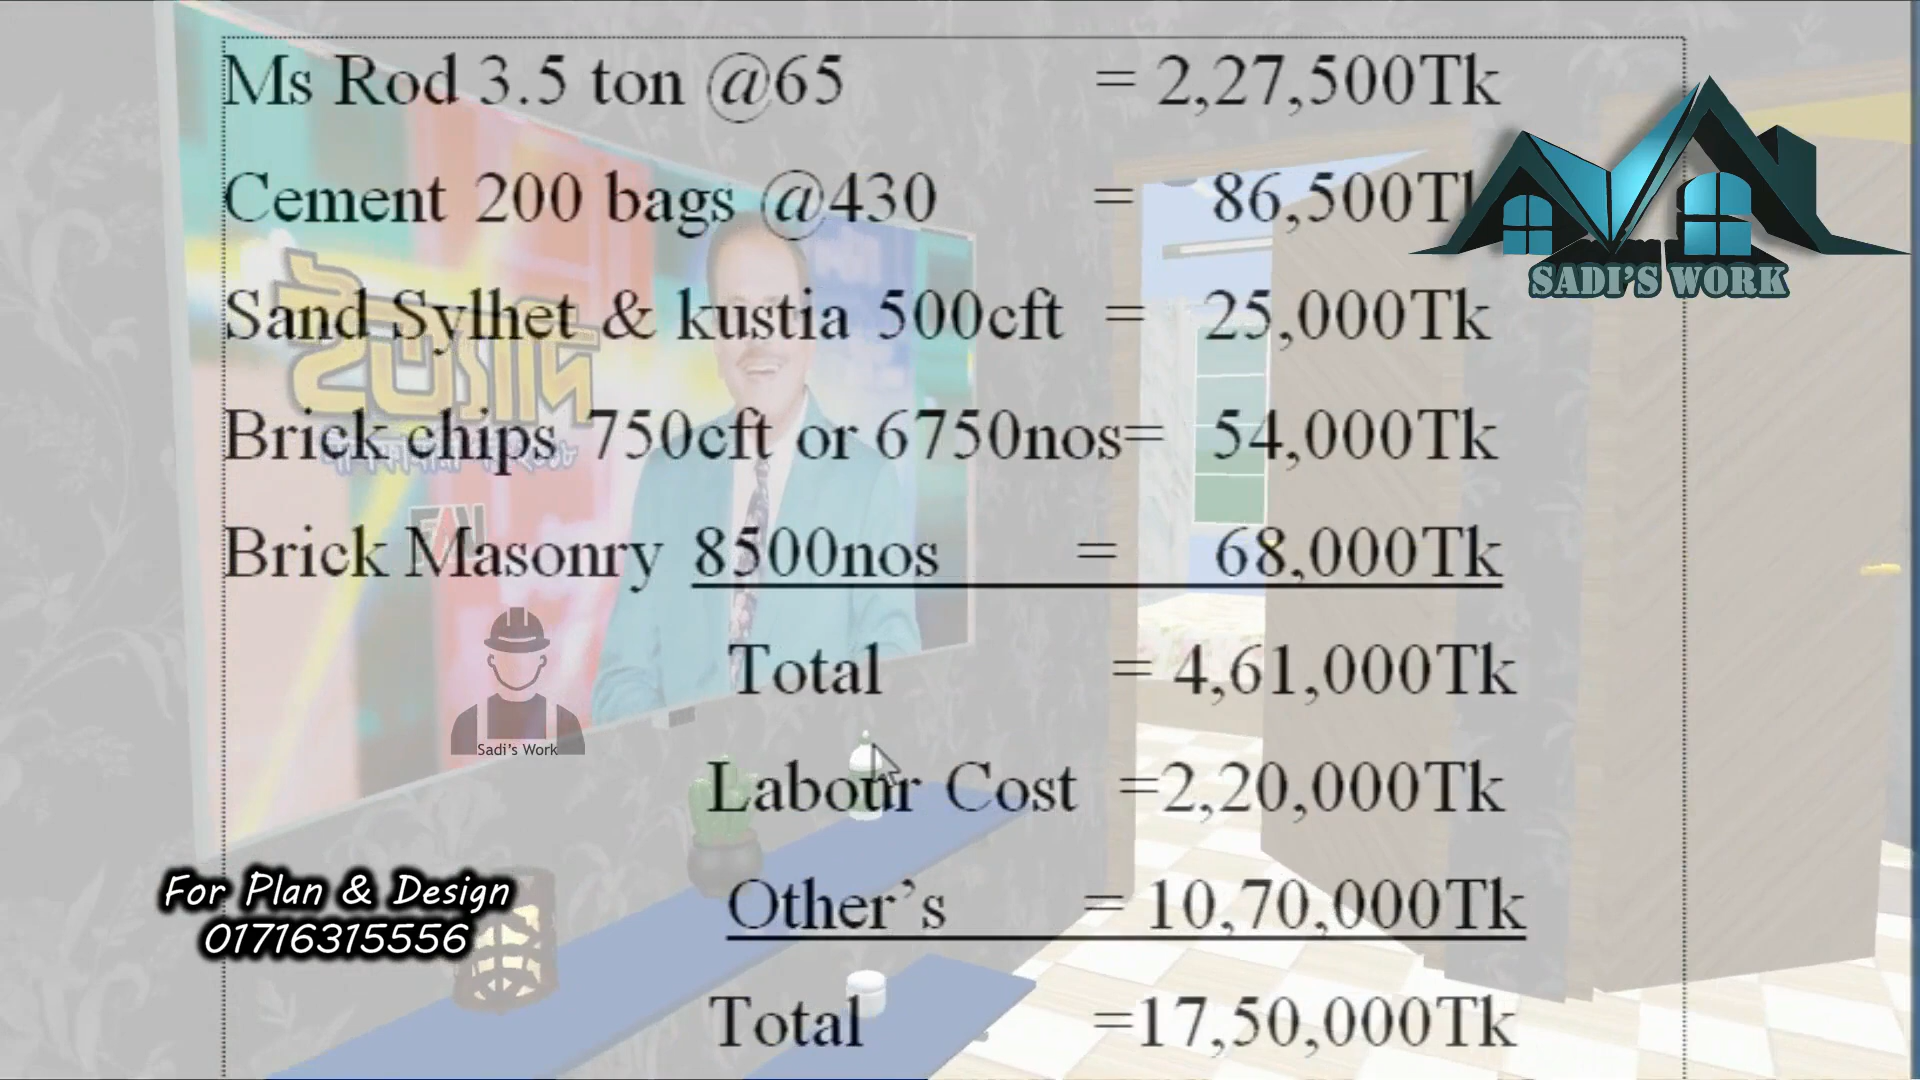 Ms Rod 3.5 ton @65 = 2,27,500Tk
Cement 200 bags @430 = 86,500Tk
SADI'S WORK
Sand Sylhet & kustia 500cft = 25,000Tk
ইত্যাদি
Brick chips 750cft or 6750nos= 54,000Tk
Brick Masonry 8500nos = 68,000Tk
Total = 4,61,000Tk
Sadi's Work
Labour Cost =2,20,000Tk
For Plan & Design
01716315556
Other's = 10,70,000Tk
Total =17,50,000Tk